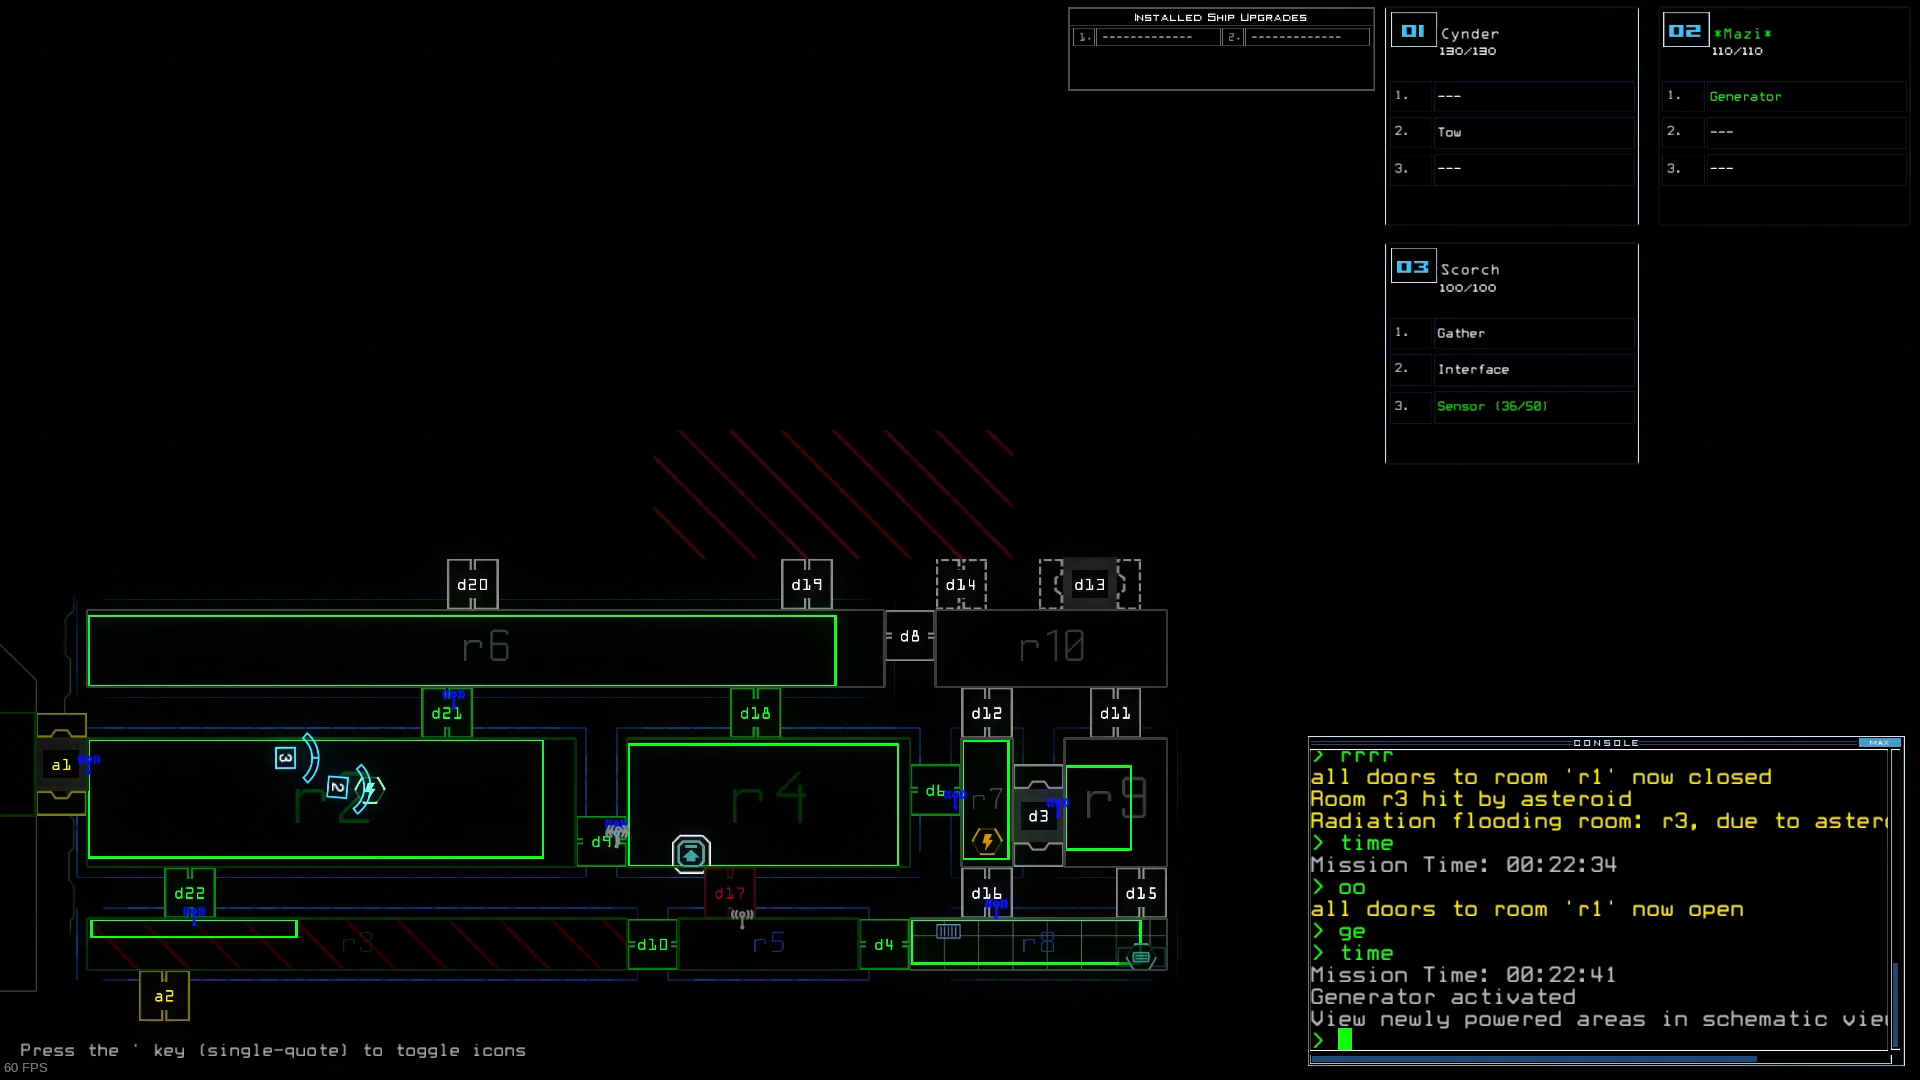 INSTALLED SHIP UPGRADES
1. ------------- 2. -------------
01 Cynder
130/130
1. ---
2. Tow
3. ---
02 *Mazi*
110/110
1. Generator
2. ---
3. ---
03 Scorch
100/100
1. Gather
2. Interface
3. Sensor (36/50)
d20
d19
d14
d13
r6
d8
r10
d21
d18
d12
d11
a1
3
2
r4
d6
r7
d3
r9
d9
d22
d17
d16
d15
r3
d10
r5
d4
r8
a2
Press the ' key (single-quote) to toggle icons
60 FPS
CONSOLE
MAX
> rrrr
all doors to room 'r1' now closed
Room r3 hit by asteroid
Radiation flooding room: r3, due to aster
> time
Mission Time: 00:22:34
> oo
all doors to room 'r1' now open
> ge
> time
Mission Time: 00:22:41
Generator activated
View newly powered areas in schematic vie
>